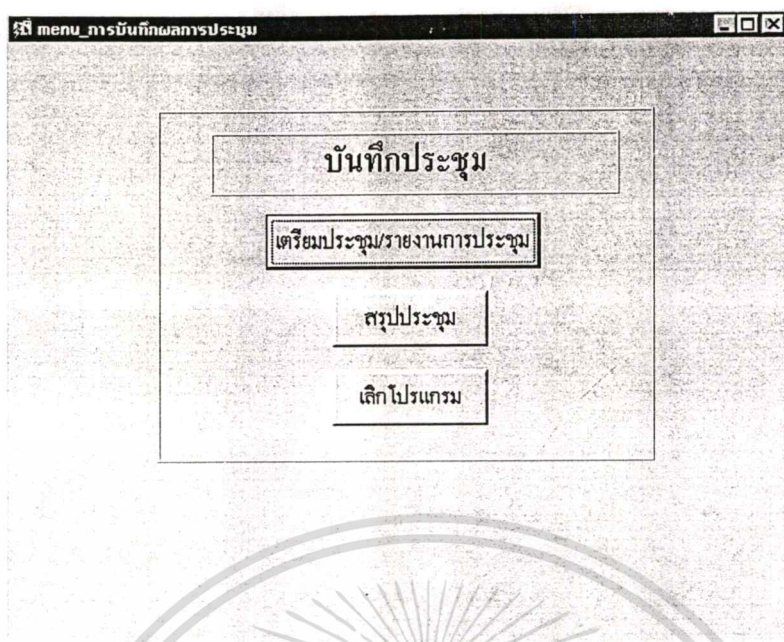 menu_การบันทึกผลการประชุม
บันทึกประชุม
เตรียมประชุม/รายงานการประชุม
สรุปประชุม
เลิกโปรแกรม